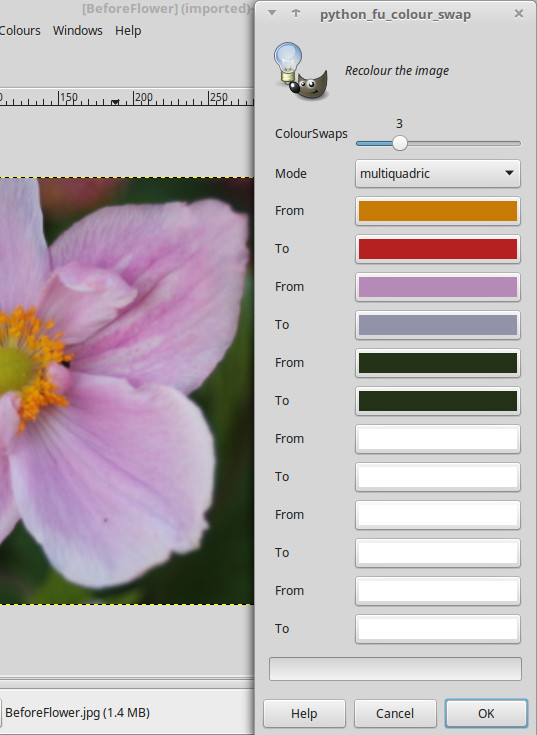 [BeforeFlower] (imported)
python_fu_colour_swap
Colours Windows Help
Recolour the image
150 200 250
ColourSwaps 3
Mode multiquadric
From
To
From
To
From
To
From
To
From
To
From
To
BeforeFlower.jpg (1.4 MB)
Help Cancel OK